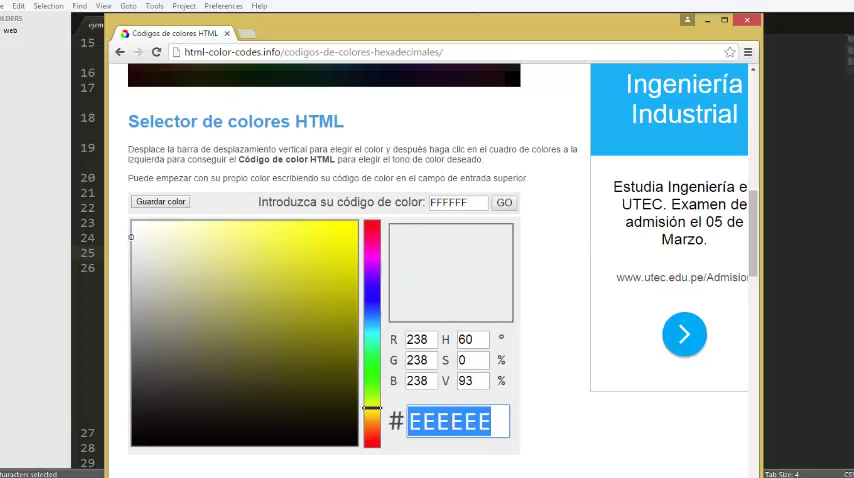 Edit Selection Find View Goto Tools Project Preferences Help
web
Códigos de colores HTML
html-color-codes.info/codigos-de-colores-hexadecimales/
15
16
17
18
19
20
21
22
23
24
25
26
27
28
29
Selector de colores HTML
Desplace la barra de desplazamiento vertical para elegir el color y después haga clic en el cuadro de colores a la
izquierda para conseguir el Código de color HTML para elegir el tono de color deseado.
Puede empezar con su propio color escribiendo su código de color en el campo de entrada superior.
Guardar color
Introduzca su código de color: FFFFFF GO
R 238 H 60 °
G 238 S 0 %
B 238 V 93 %
# EEEEEE
Ingeniería
Industrial
Estudia Ingeniería e
UTEC. Examen de
admisión el 05 de
Marzo.
www.utec.edu.pe/Admision
characters selected
Tab Size: 4